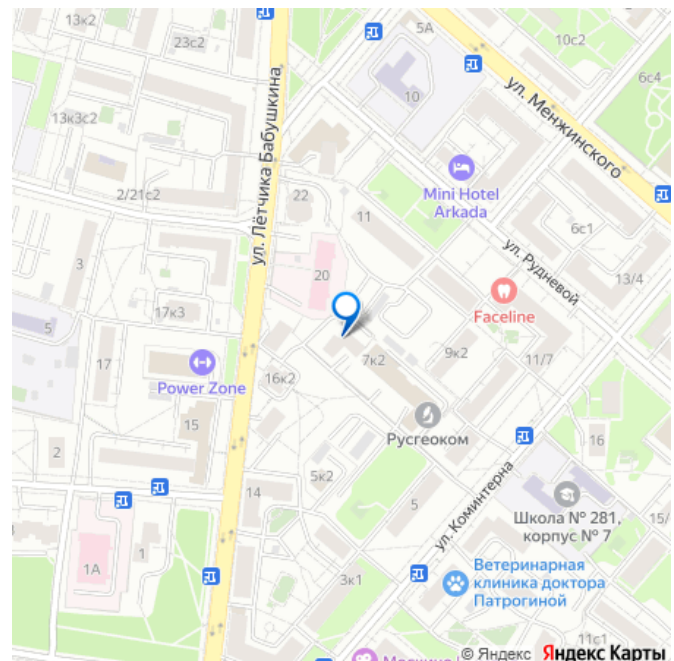 13к2
23с2
5А
10с2
6с4
10
ул. Менжинского
13к3с2
ул. Лётчика Бабушкина
Mini Hotel
Arkada
2/21с2
22
11
6с1
ул. Рудневой
3
20
13/4
Faceline
17к3
5
17
7к2
9к2
11/7
Power Zone
16к2
15
Русгеоком
16
2
5к2
14
5
ул. Коминтерна
Школа № 281,
корпус № 7
15/
1
1А
3к1
Ветеринарная
клиника доктора
Патрогиной
11с1
© Яндекс Яндекс Карты